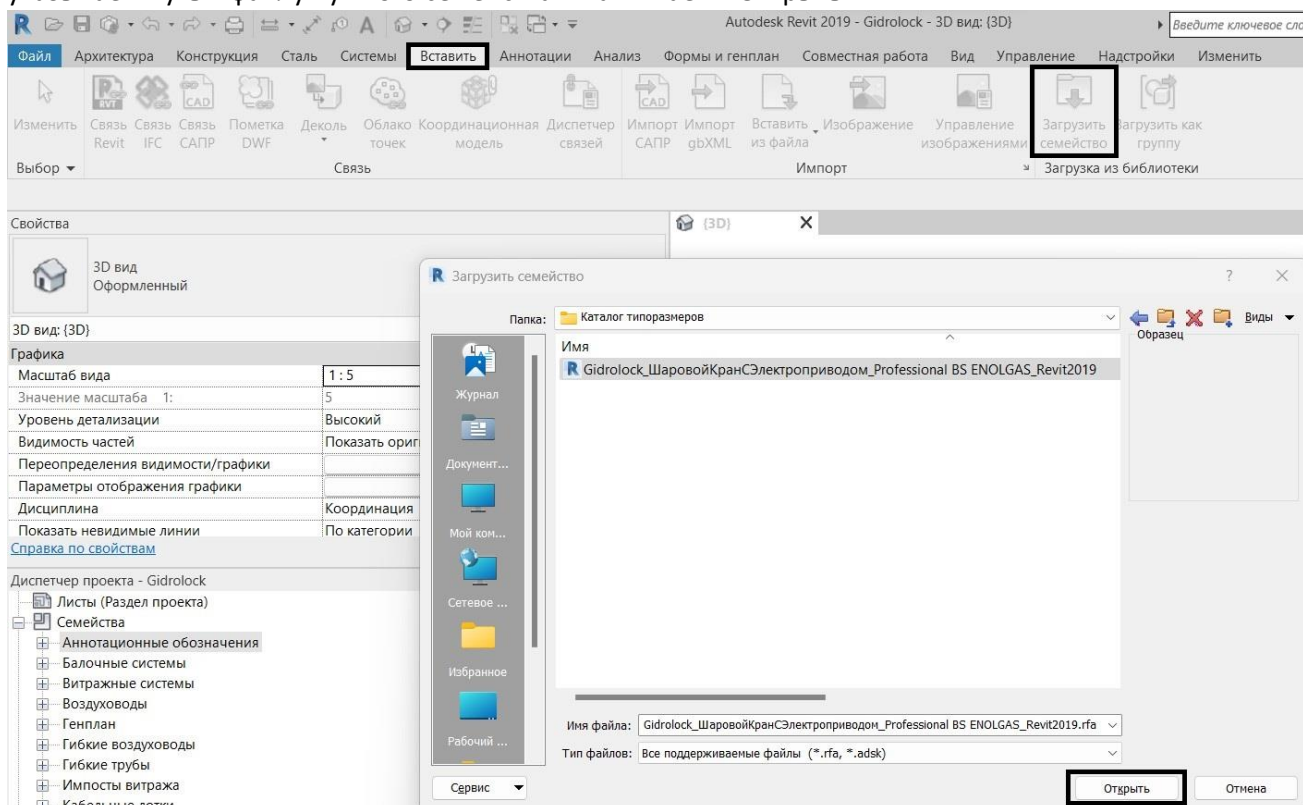 Autodesk Revit 2019 - Gidrolock - 3D вид: {3D}
Введите ключевое сло
Файл Архитектура Конструкция Сталь Системы Вставить Аннотации Анализ Формы и генплан Совместная работа Вид Управление Надстройки Изменить
Изменить Связь Связь Связь Пометка Деколь Облако Координационная Диспетчер Импорт Импорт Вставить Изображение Управление Загрузить Загрузить как
Revit IFC САПР DWF точек модель связей САПР gbXML из файла изображениями семейство группу
Выбор Связь Импорт Загрузка из библиотеки
Свойства
{3D}
3D вид
Оформленный
3D вид: {3D}
Графика
Масштаб вида 1 : 5
Значение масштаба 1: 5
Уровень детализации Высокий
Видимость частей Показать ориг
Переопределения видимости/графики
Параметры отображения графики
Дисциплина Координация
Показать невидимые линии По категории
Справка по свойствам
Диспетчер проекта - Gidrolock
Листы (Раздел проекта)
Семейства
Аннотационные обозначения
Балочные системы
Витражные системы
Воздуховоды
Генплан
Гибкие воздуховоды
Гибкие трубы
Импосты витража
Загрузить семейство
Папка: Каталог типоразмеров Виды
Образец
Имя
Gidrolock_ШаровойКранСЭлектроприводом_Professional BS ENOLGAS_Revit2019
Журнал
Документ...
Мой ком...
Сетевое ...
Избранное
Рабочий ...
Имя файла: Gidrolock_ШаровойКранСЭлектроприводом_Professional BS ENOLGAS_Revit2019.rfa
Тип файлов: Все поддерживаемые файлы (*.rfa, *.adsk)
Сервис Открыть Отмена